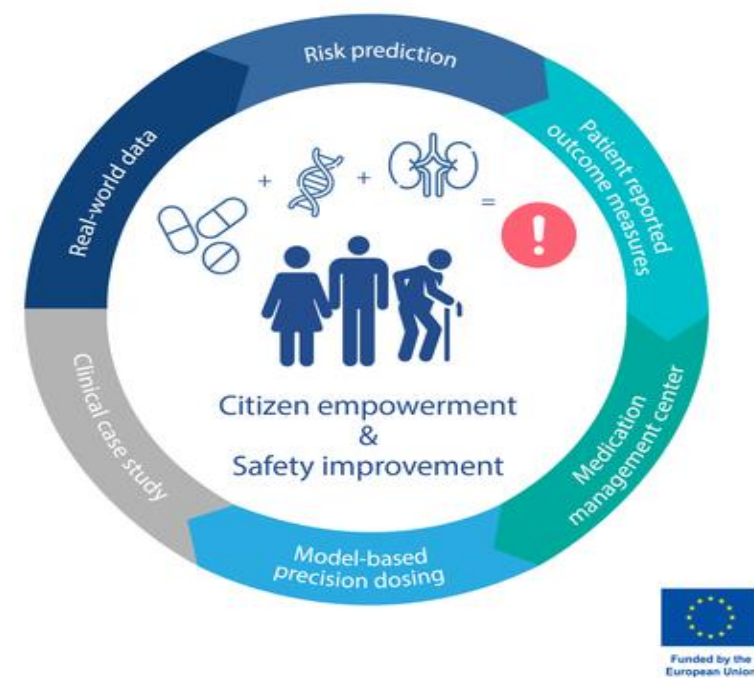 Risk prediction
Patient reported
outcome measures
Medication
management center
Model-based
precision dosing
Clinical case study
Real-world data
+
+
=
!
Citizen empowerment
&
Safety improvement
Funded by the
European Union